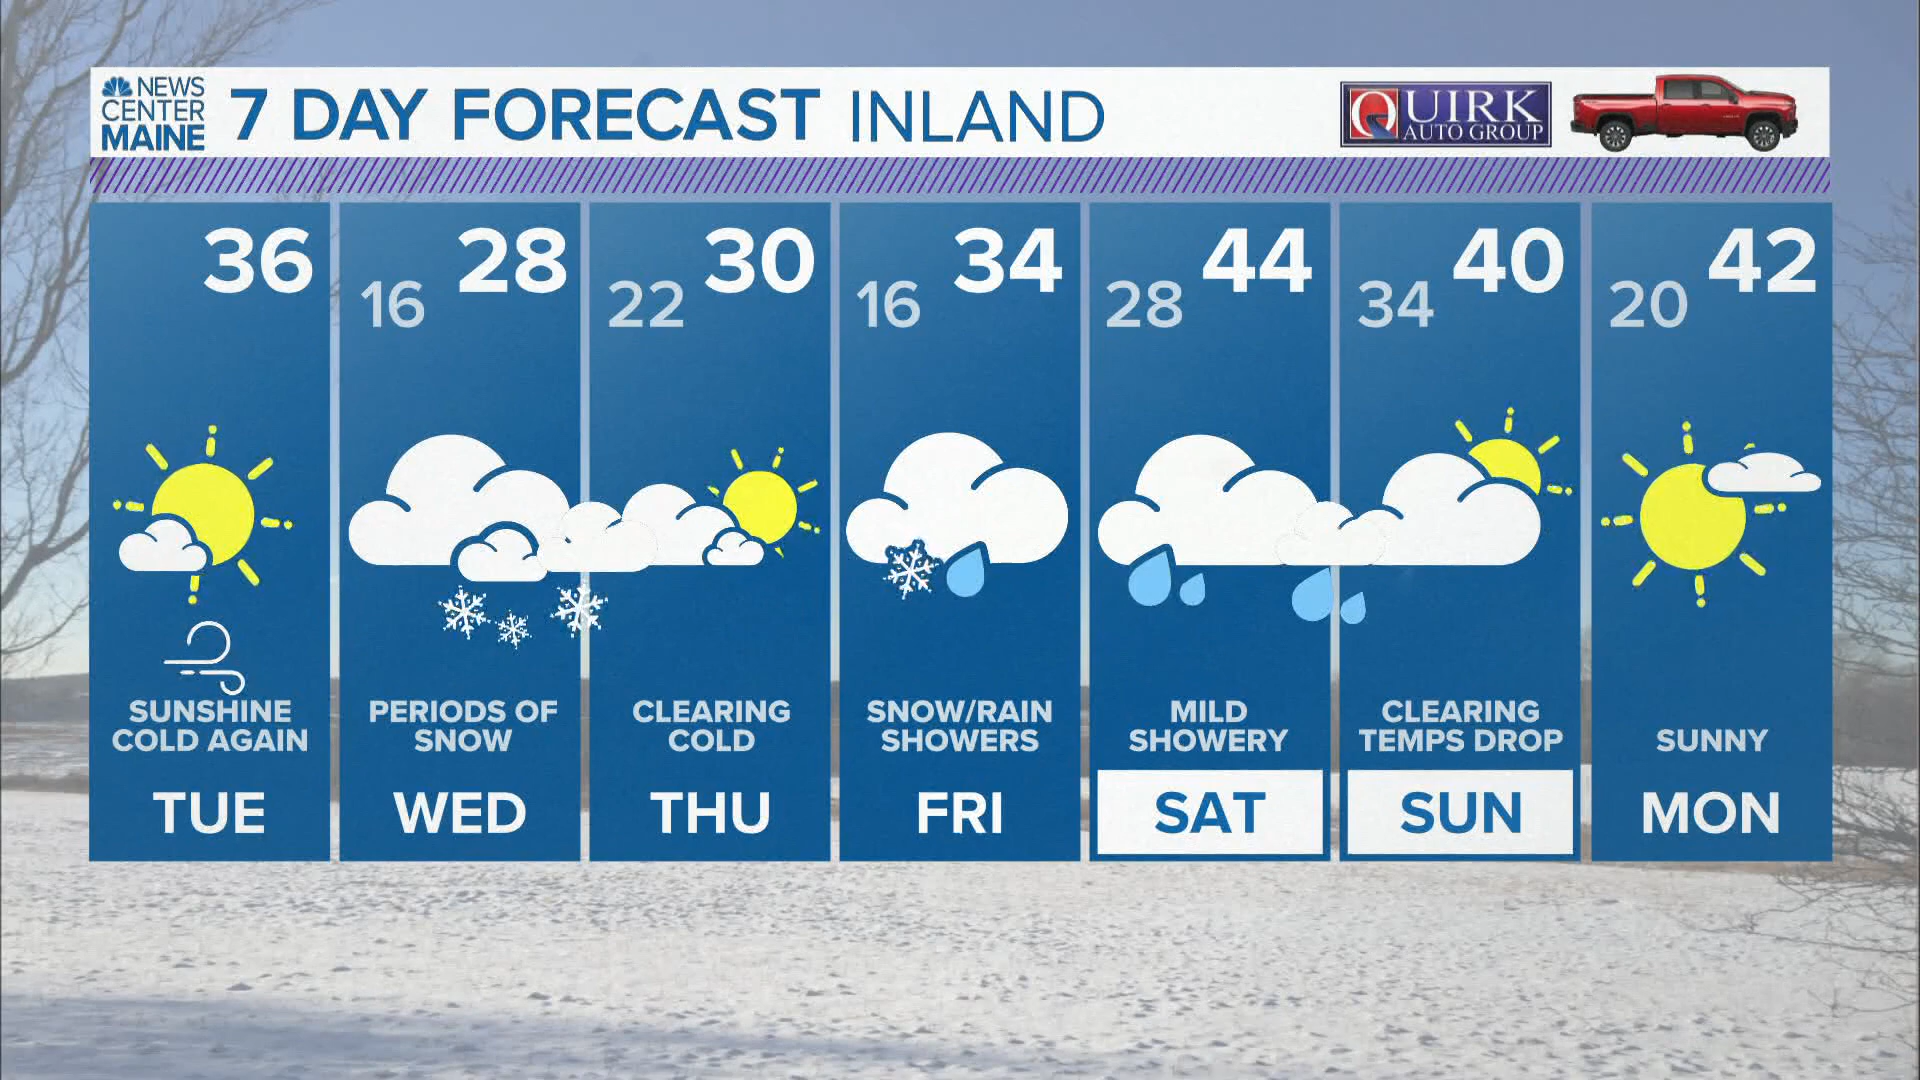 NEWS
CENTER
MAINE
7 DAY FORECAST INLAND
QUIRK
AUTO GROUP
36
16 28
22 30
16 34
28 44
34 40
20 42
SUNSHINE
COLD AGAIN
TUE
PERIODS OF
SNOW
WED
CLEARING
COLD
THU
SNOW/RAIN
SHOWERS
FRI
MILD
SHOWERY
SAT
CLEARING
TEMPS DROP
SUN
SUNNY
MON